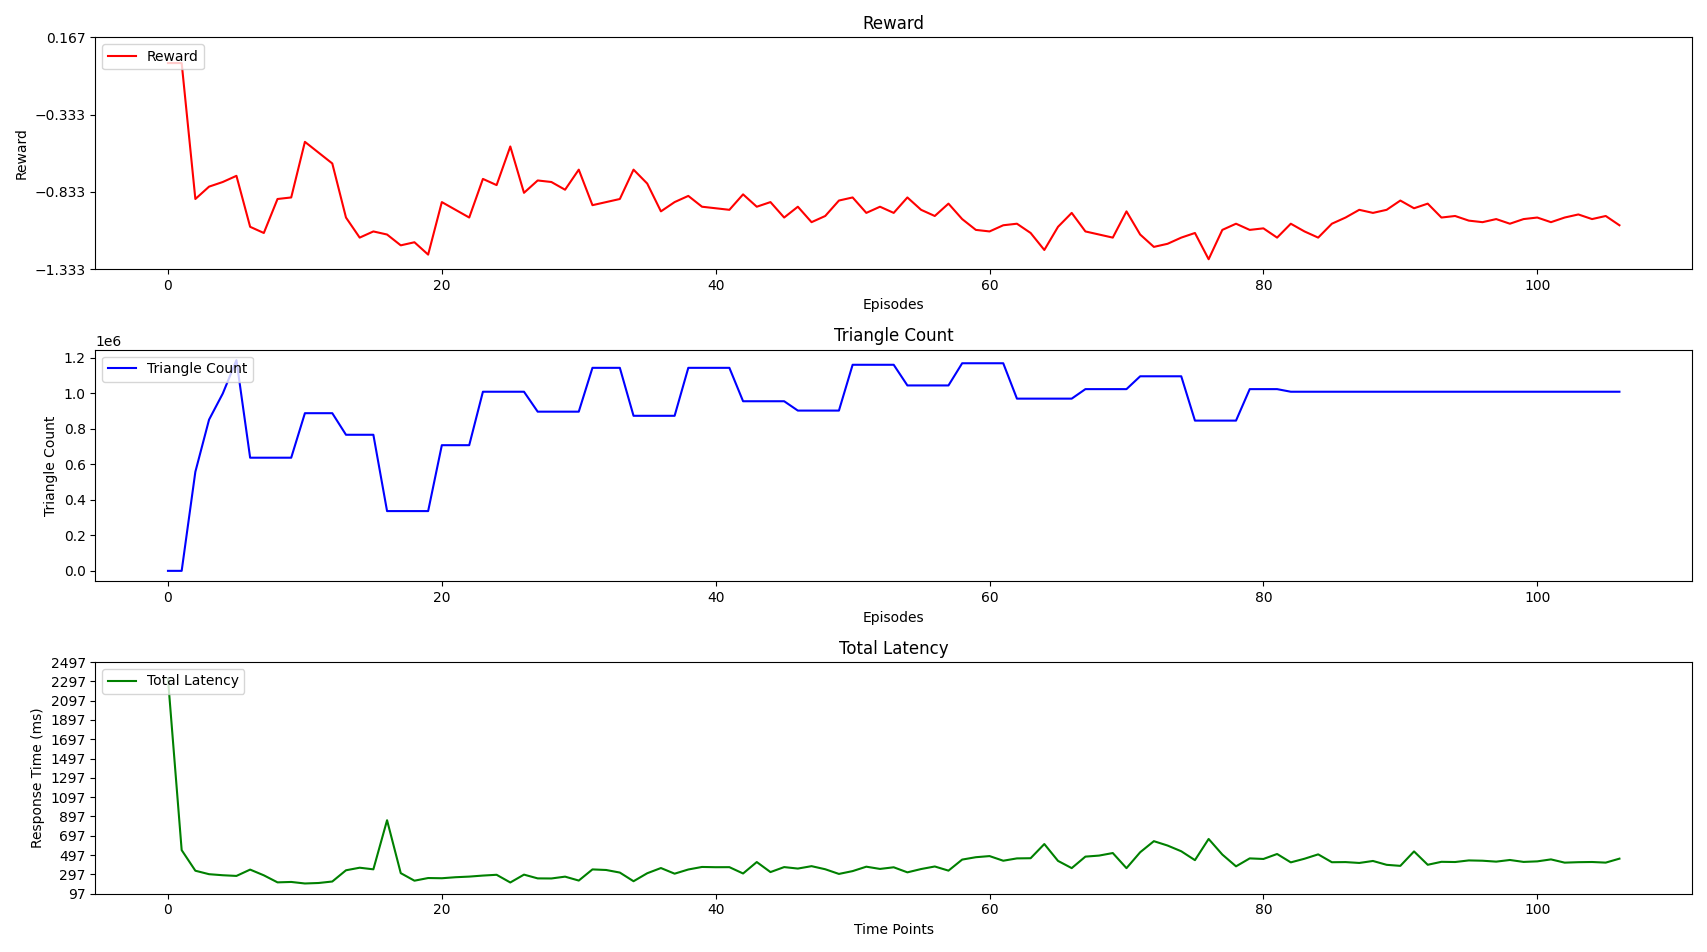 Reward
0.167
−0.333
−0.833
−1.333
Reward
Reward
0 20 40 60 80 100
Episodes
Triangle Count
1e6
1.2
1.0
0.8
0.6
0.4
0.2
0.0
Triangle Count
Triangle Count
0 20 40 60 80 100
Episodes
Total Latency
2497
2297
2097
1897
1697
1497
1297
1097
897
697
497
297
97
Response Time (ms)
Total Latency
0 20 40 60 80 100
Time Points